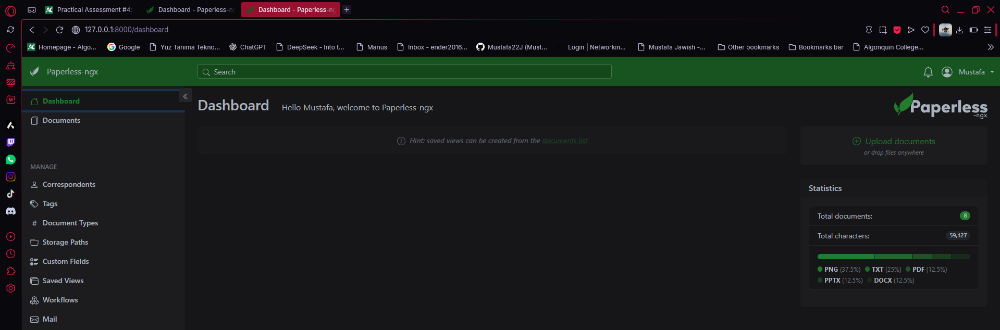 Practical Assessment #4:
Dashboard - Paperless-n
Dashboard - Paperless-n
127.0.0.1:8000/dashboard
Homepage - Algo...
Google
Yüz Tanıma Tekno...
ChatGPT
DeepSeek - Into t...
Manus
Inbox - ender2016...
Mustafa22J (Must...
Login | Networkin...
Mustafa Jawish -...
Other bookmarks
Bookmarks bar
Algonquin College...
Paperless-ngx
Search
Mustafa
Dashboard
Documents
MANAGE
Correspondents
Tags
Document Types
Storage Paths
Custom Fields
Saved Views
Workflows
Mail
Dashboard
Hello Mustafa, welcome to Paperless-ngx
Paperless
-ngx
Hint: saved views can be created from the documents list
Upload documents
or drop files anywhere
Statistics
Total documents: 8
Total characters: 59,127
PNG (37.5%) TXT (25%) PDF (12.5%)
PPTX (12.5%) DOCX (12.5%)